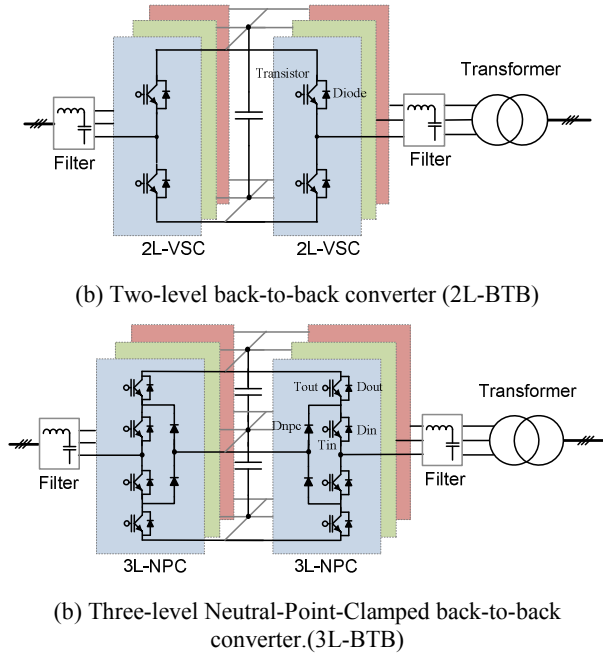 Transistor
Diode
Transformer
Filter
Filter
2L-VSC
2L-VSC
(b) Two-level back-to-back converter (2L-BTB)
Tout
Dout
Transformer
Dnpc
Din
Tin
Filter
Filter
3L-NPC
3L-NPC
(b) Three-level Neutral-Point-Clamped back-to-back
converter.(3L-BTB)